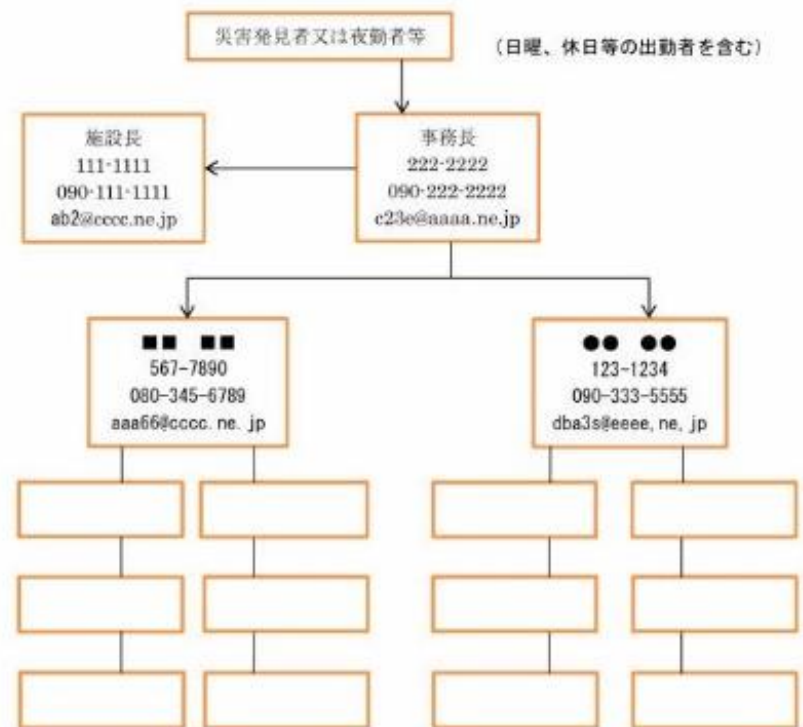 災害発見者又は夜勤者等
(日曜、休日等の出勤者を含む)
施設長
111-1111
090-111-1111
ab2@cccc.ne.jp
事務長
222-2222
090-222-2222
c23e@aaaa.ne.jp
■■ ■■
567-7890
080-345-6789
aaa66@cccc.ne.jp
●● ●●
123-1234
090-333-5555
dba3s@eeee,ne,jp